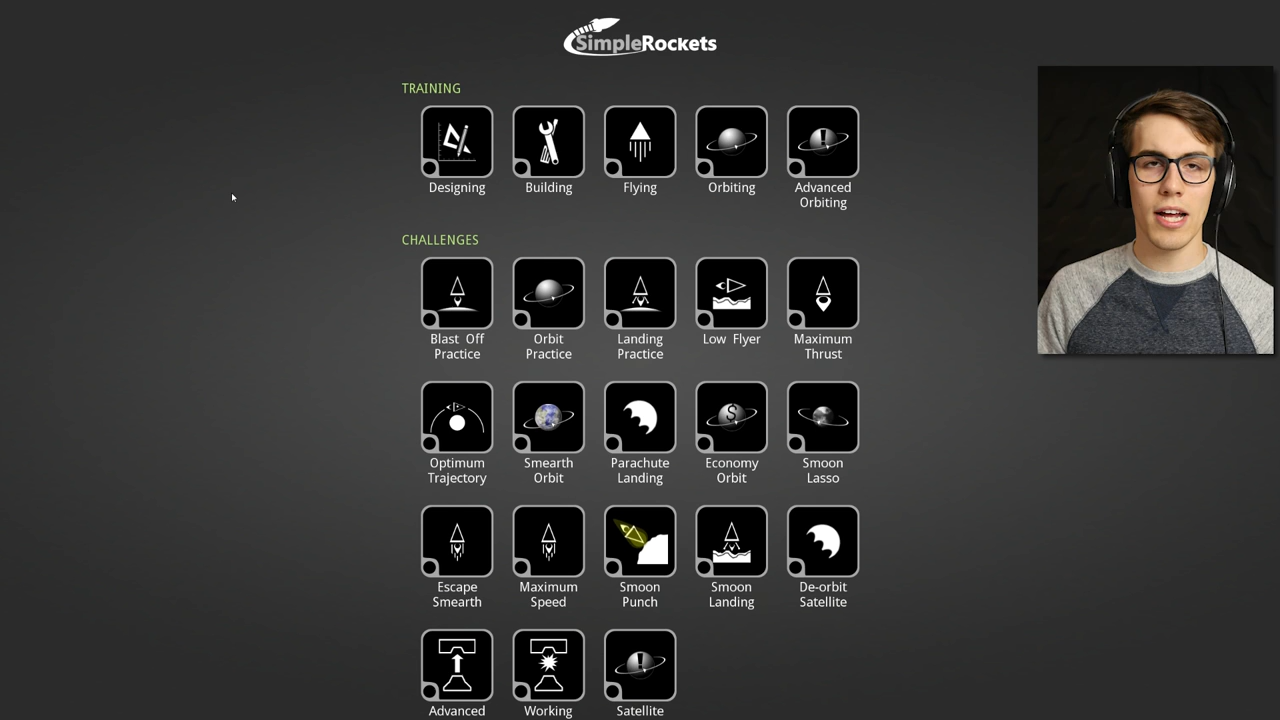 SimpleRockets
TRAINING
Designing
Building
Flying
Orbiting
Advanced
Orbiting
CHALLENGES
Blast Off
Practice
Orbit
Practice
Landing
Practice
Low Flyer
Maximum
Thrust
Optimum
Trajectory
Smearth
Orbit
Parachute
Landing
$
Economy
Orbit
Smoon
Lasso
Escape
Smearth
Maximum
Speed
Smoon
Punch
Smoon
Landing
De-orbit
Satellite
Advanced
Working
Satellite